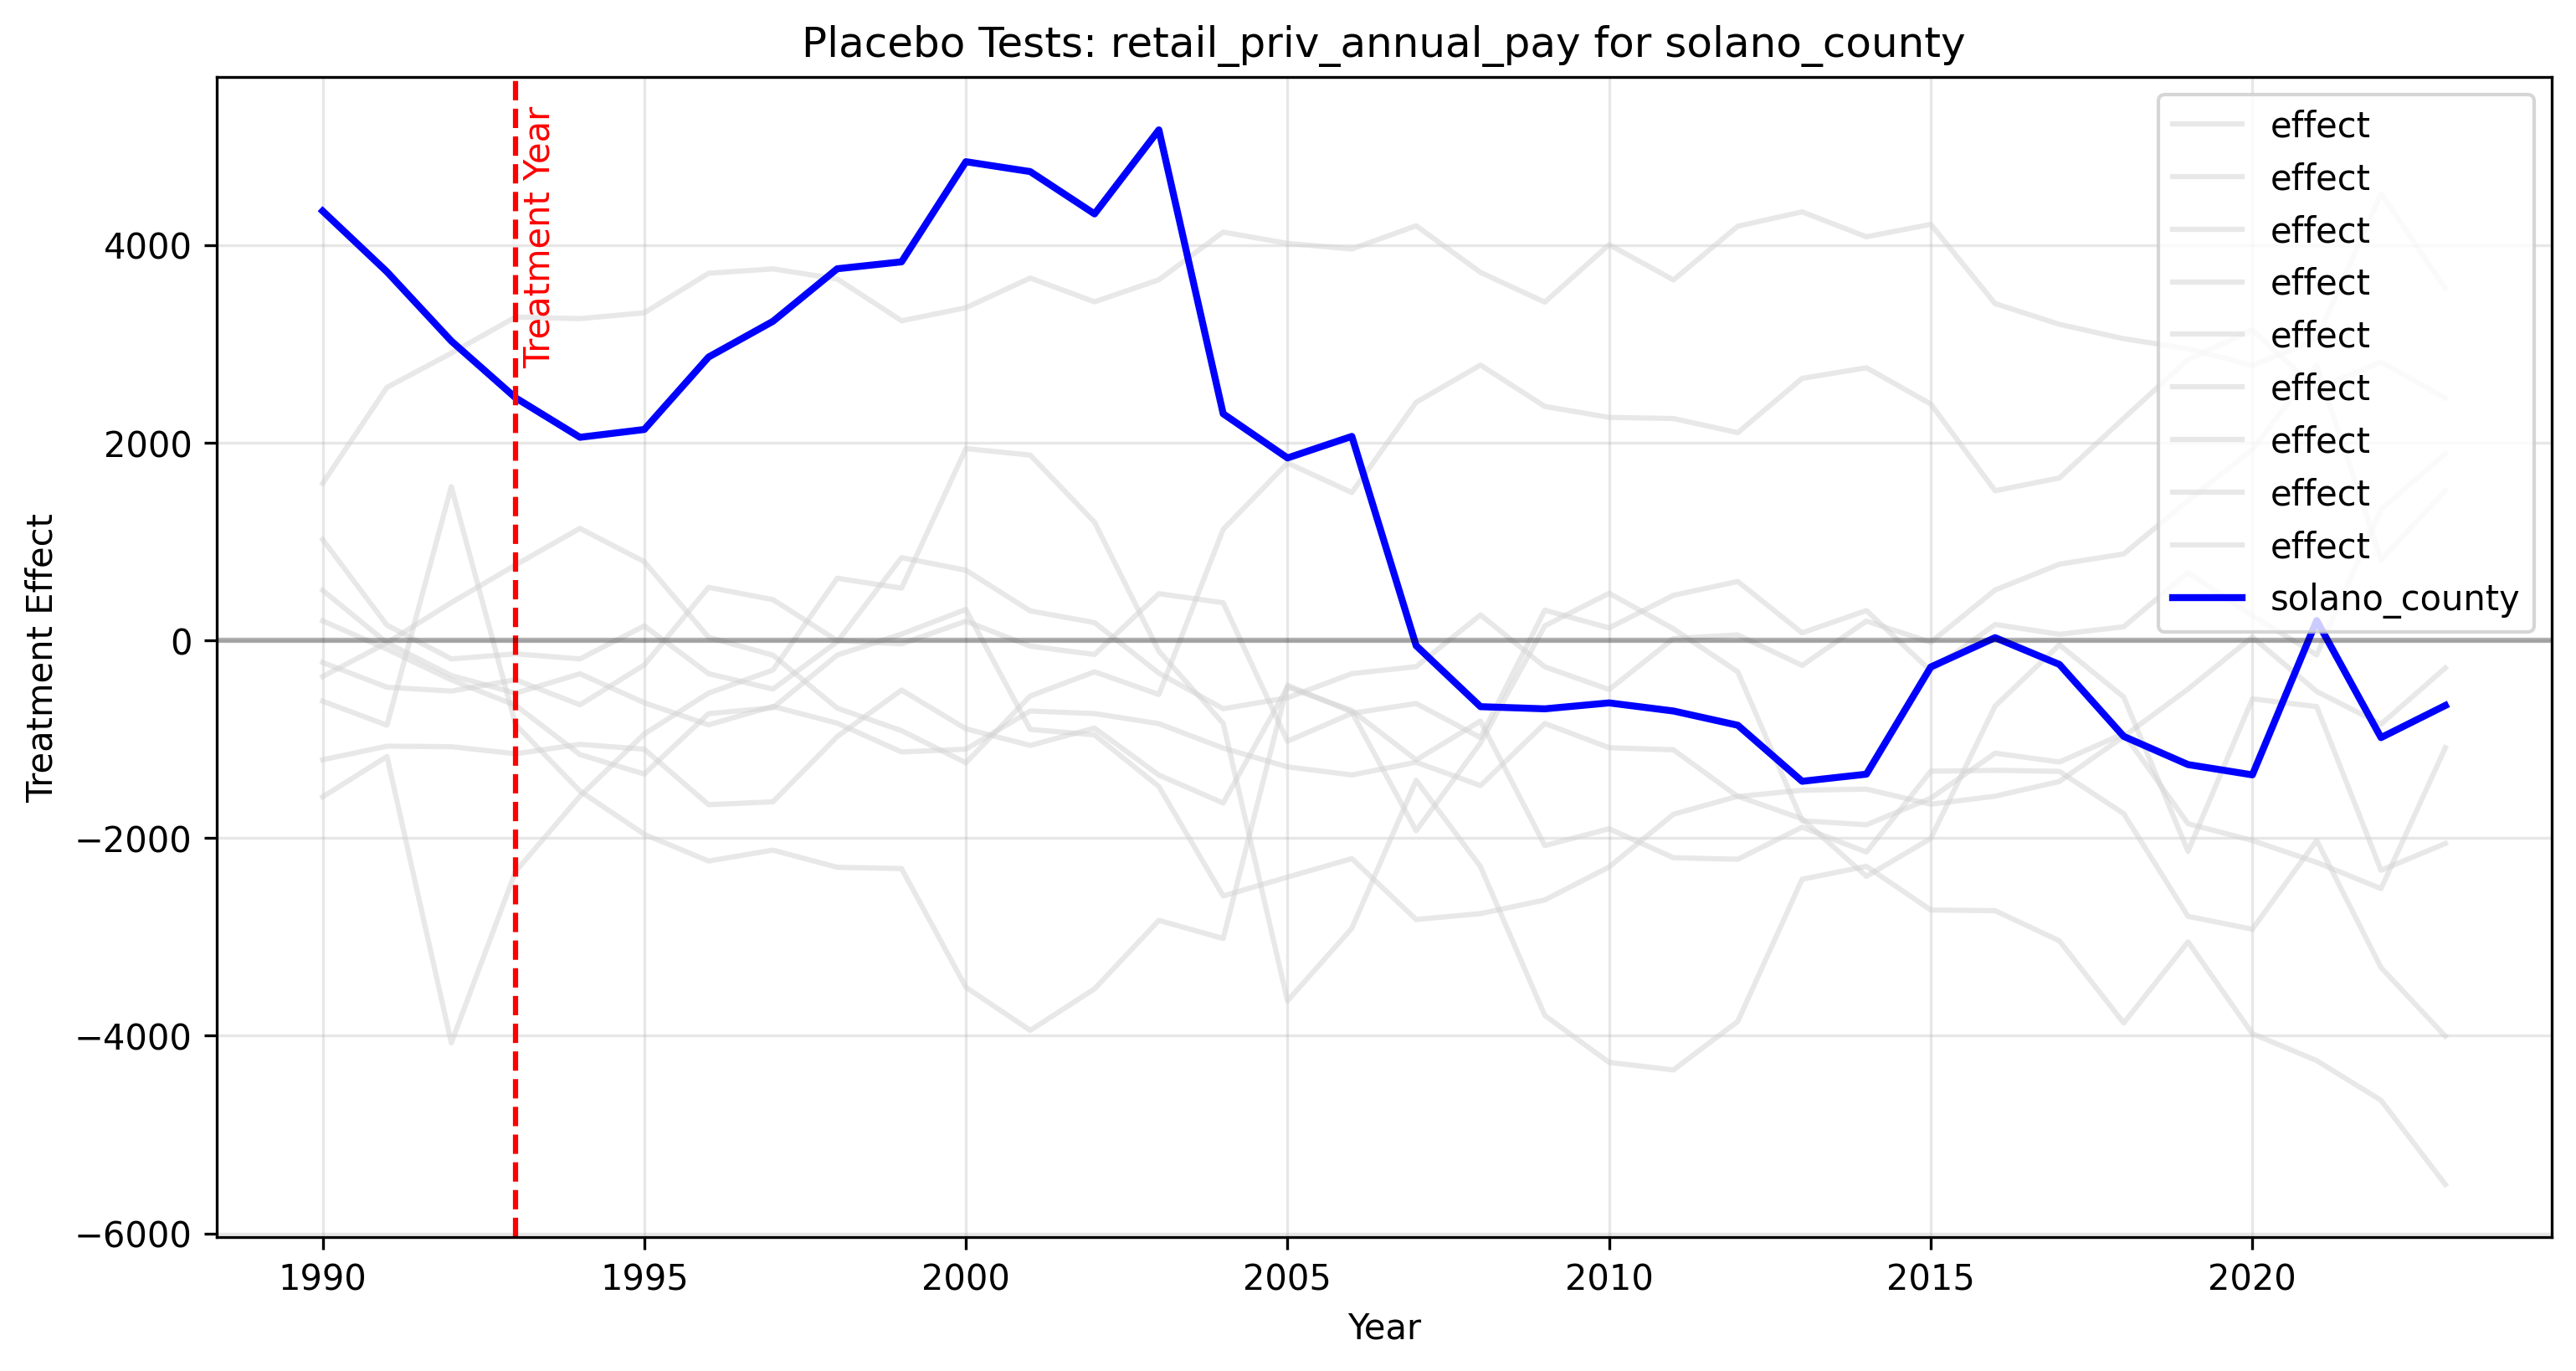 Placebo Tests: retail_priv_annual_pay for solano_county
Treatment Effect
4000
2000
0
−2000
−4000
−6000
Treatment Year
effect
effect
effect
effect
effect
effect
effect
effect
effect
solano_county
1990
1995
2000
2005
2010
2015
2020
Year